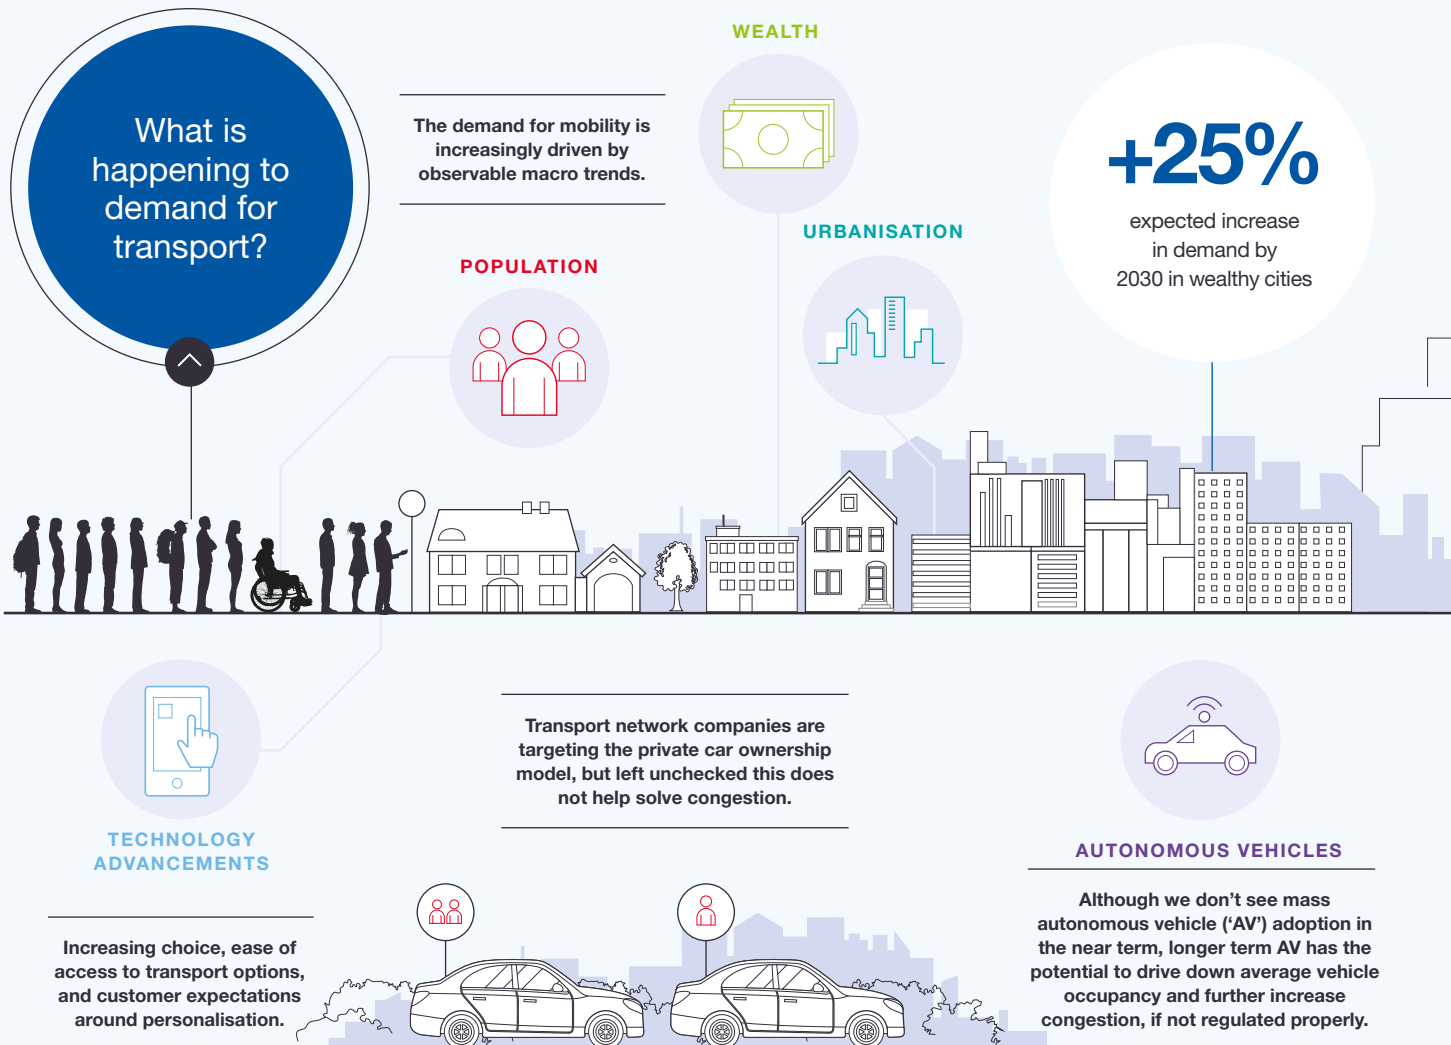 What is
happening to
demand for
transport?
The demand for mobility is
increasingly driven by
observable macro trends.
WEALTH
POPULATION
URBANISATION
+25%
expected increase
in demand by
2030 in wealthy cities
TECHNOLOGY
ADVANCEMENTS
Increasing choice, ease of
access to transport options,
and customer expectations
around personalisation.
Transport network companies are
targeting the private car ownership
model, but left unchecked this does
not help solve congestion.
AUTONOMOUS VEHICLES
Although we don’t see mass
autonomous vehicle (‘AV’) adoption in
the near term, longer term AV has the
potential to drive down average vehicle
occupancy and further increase
congestion, if not regulated properly.